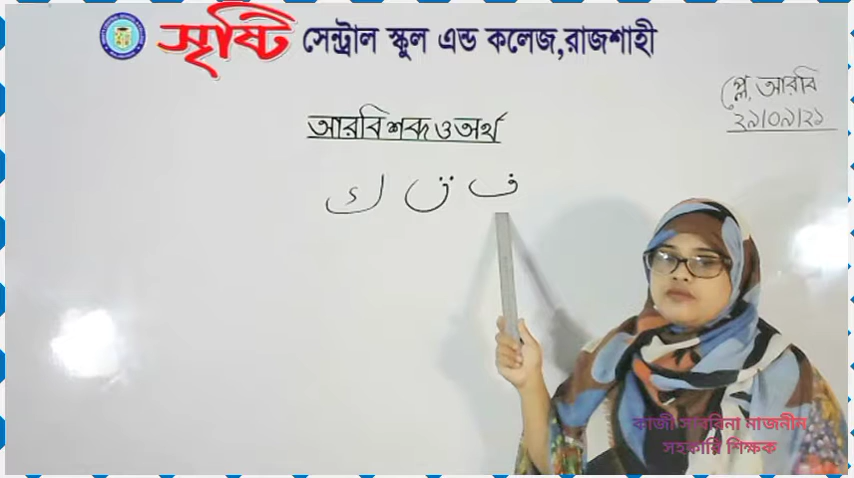 সৃষ্টি সেন্ট্রাল স্কুল এন্ড কলেজ,রাজশাহী
প্লে, আরবি
২৯/০৯/২১
আরবি শব্দ ও অর্থ
ف ق ك
কাজী সাবরিনা নাজনীন
সহকারি শিক্ষক